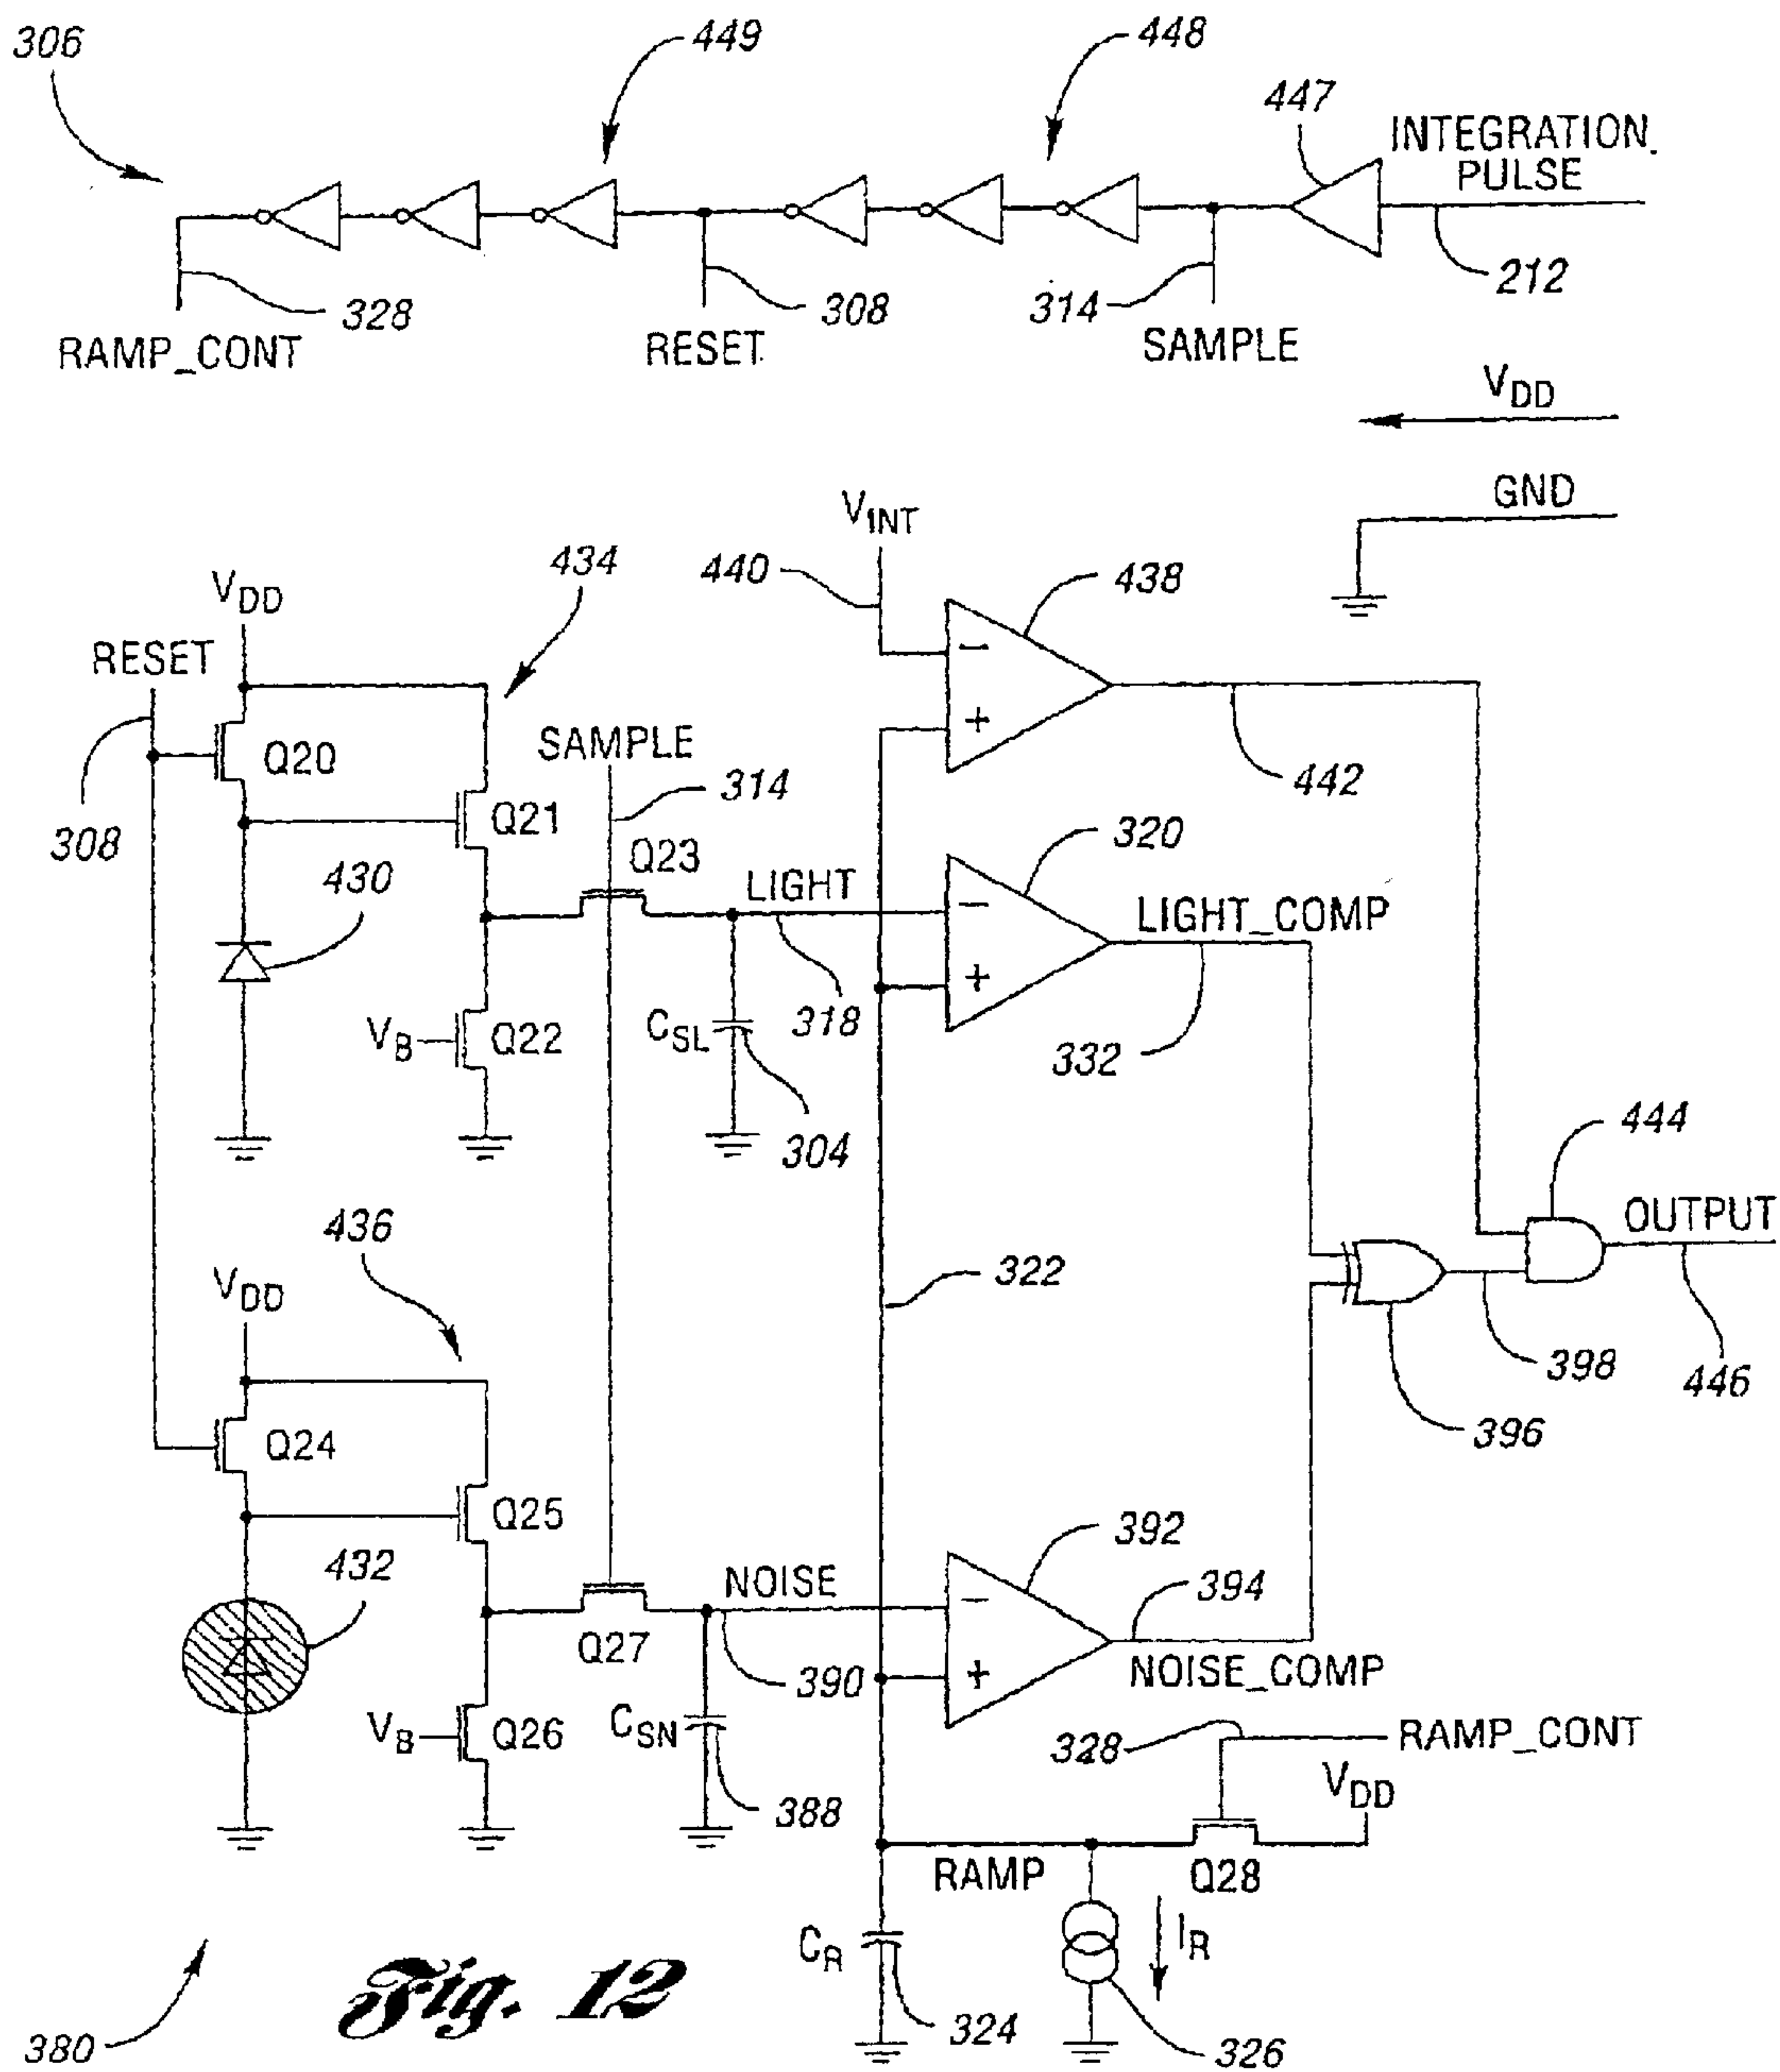 306
449
448
447
INTEGRATION
PULSE
328
308
314
212
RAMP_CONT
RESET
SAMPLE
VDD
GND
VINT
440
438
434
VDD
RESET
Q20
SAMPLE
314
442
Q21
308
430
Q23
320
LIGHT
LIGHT_COMP
−
+
−
+
VB
Q22
CSL
318
332
304
444
OUTPUT
436
VDD
322
398
446
396
Q24
Q25
432
NOISE
392
394
−
+
Q27
390
NOISE_COMP
VB
Q26
CSN
388
328
RAMP_CONT
VDD
RAMP
Q28
CR
IR
324
326
380
Fig. 12